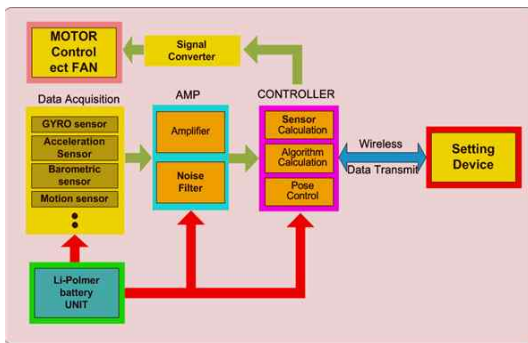 MOTOR
Control
ect FAN
Signal
Converter
Data Acquisition
AMP
CONTROLLER
GYRO sensor
Acceleration
Sensor
Barometric
sensor
Motion sensor
Amplifier
Noise
Filter
Sensor
Calculation
Algorithm
Calculation
Pose
Control
Wireless
Data Transmit
Setting
Device
Li-Polmer
battery
UNIT